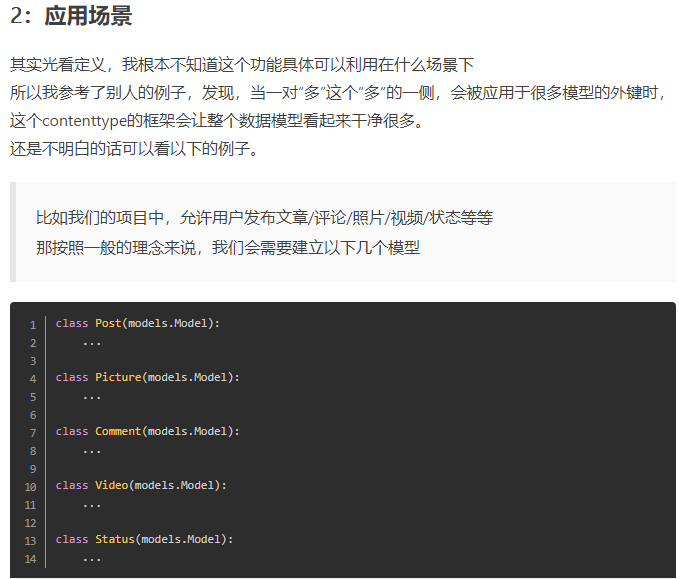 2：应用场景
其实光看定义，我根本不知道这个功能具体可以利用在什么场景下
所以我参考了别人的例子，发现，当一对“多”这个“多”的一侧，会被应用于很多模型的外键时，
这个contenttype的框架会让整个数据模型看起来干净很多。
还是不明白的话可以看以下的例子。
比如我们的项目中，允许用户发布文章/评论/照片/视频/状态等等
那按照一般的理念来说，我们会需要建立以下几个模型
1 class Post(models.Model):
2 ...
3
4 class Picture(models.Model):
5 ...
6
7 class Comment(models.Model):
8 ...
9
10 class Video(models.Model):
11 ...
12
13 class Status(models.Model):
14 ...